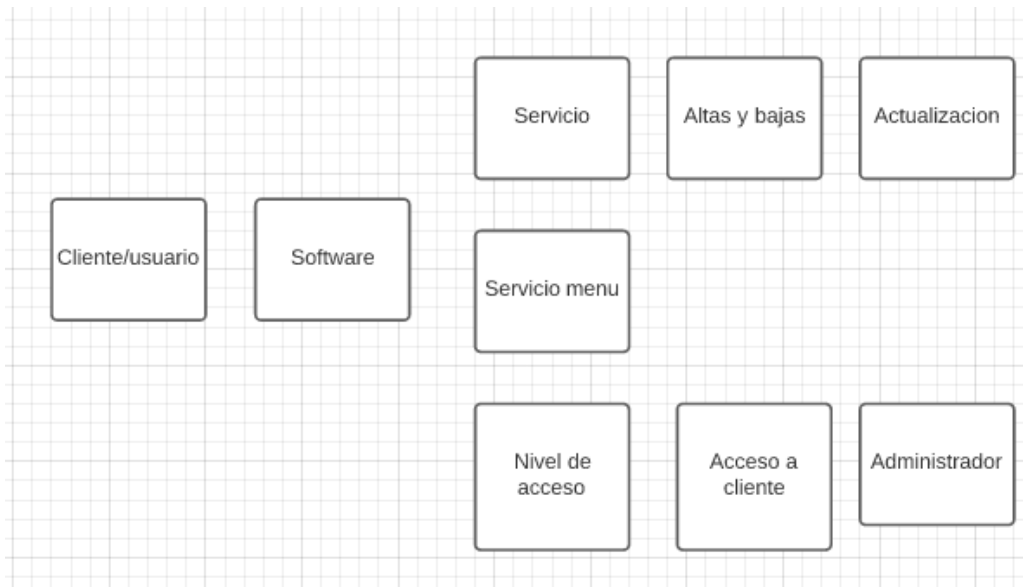 Servicio
Altas y bajas
Actualizacion
Cliente/usuario
Software
Servicio menu
Nivel de
acceso
Acceso a
cliente
Administrador